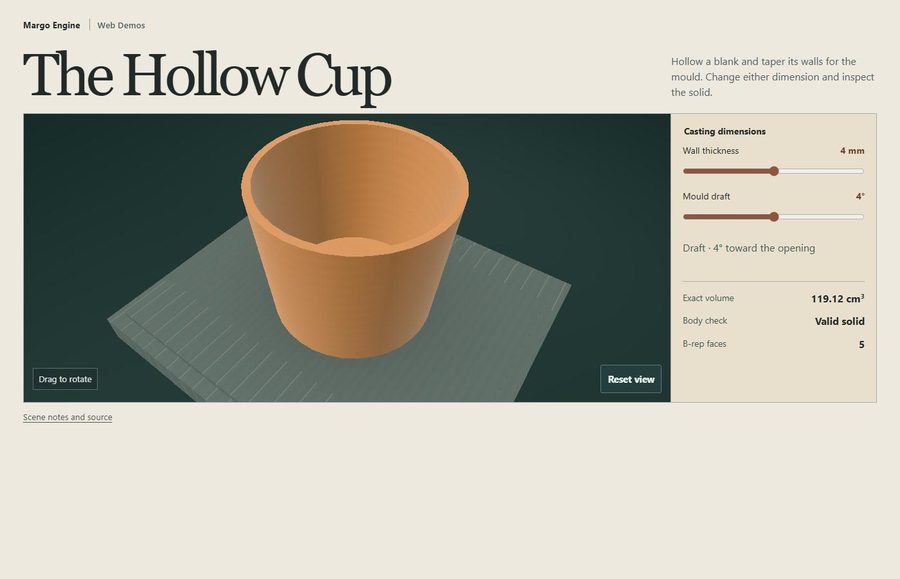 Margo Engine
Web Demos
The Hollow Cup
Hollow a blank and taper its walls for the
mould. Change either dimension and inspect
the solid.
Casting dimensions
Wall thickness 4 mm
Mould draft 4°
Draft · 4° toward the opening
Exact volume 119.12 cm³
Body check Valid solid
B-rep faces 5
Drag to rotate
Reset view
Scene notes and source